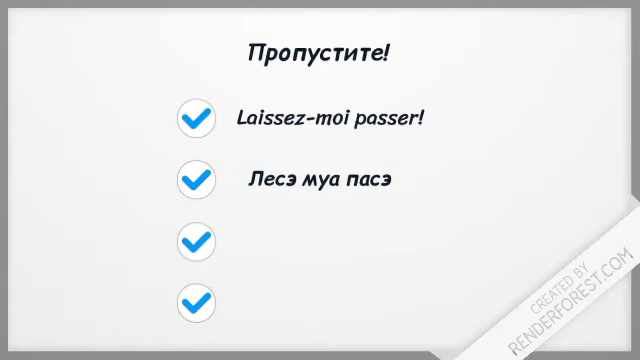 Пропустите!
Laissez-moi passer!
Лесэ муа пасэ
CREATED BY
RENDERFOREST.COM